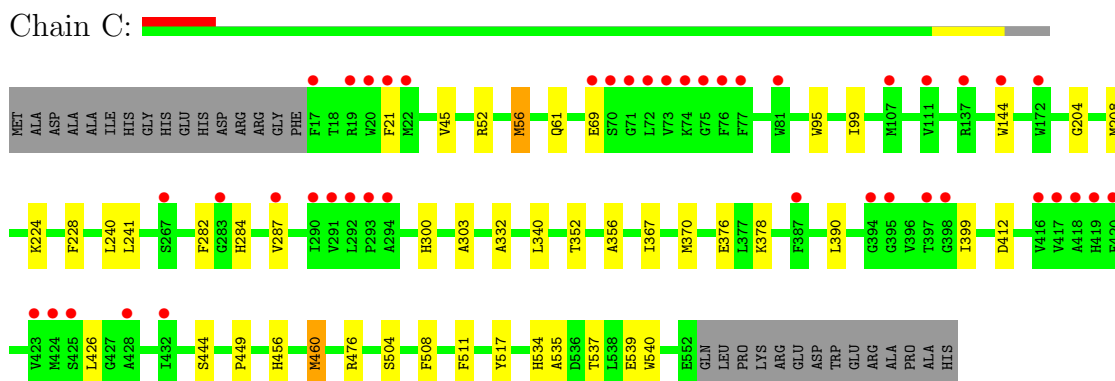 Chain C:
MET ALA ASP ALA ALA ILE HIS GLY HIS GLU HIS ASP ARG ARG GLY PHE F17 T18 R19 W20 F21 M22 V45 R52 M56 Q61 E69 S70 G71 L72 V73 K74 G75 F76 F77 W81 W95 I99 M107 V111 R137 W144 W172 G204 M208
K224 F228 L240 L241 S267 F282 G283 H284 V287 I290 V291 L292 P293 A294 H300 A303 A332 L340 T352 A356 I367 M370 E376 L377 K378 F387 L390 G394 G395 V396 T397 G398 I399 D412 V416 V417 A418 H419
V423 M424 S425 L426 G427 A428 I432 S444 P449 H456 M460 R476 S504 F508 F511 Y517 H534 A535 D536 T537 L538 E539 W540 E552 GLN LEU PRO LYS ARG GLU ASP TRP GLU ARG ALA PRO ALA HIS